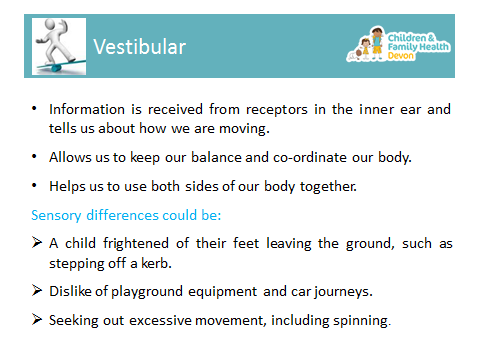 Vestibular
Children &
Family Health
Devon
• Information is received from receptors in the inner ear and
tells us about how we are moving.
• Allows us to keep our balance and co-ordinate our body.
• Helps us to use both sides of our body together.
Sensory differences could be:
➢ A child frightened of their feet leaving the ground, such as
stepping off a kerb.
➢ Dislike of playground equipment and car journeys.
➢ Seeking out excessive movement, including spinning.